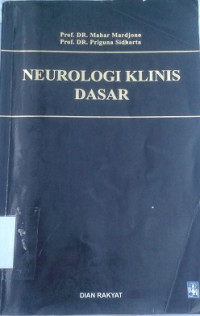 Prof. DR. Mahar Mardjono
Prof. DR. Priguna Sidharta
NEUROLOGI KLINIS
DASAR
DIAN RAKYAT